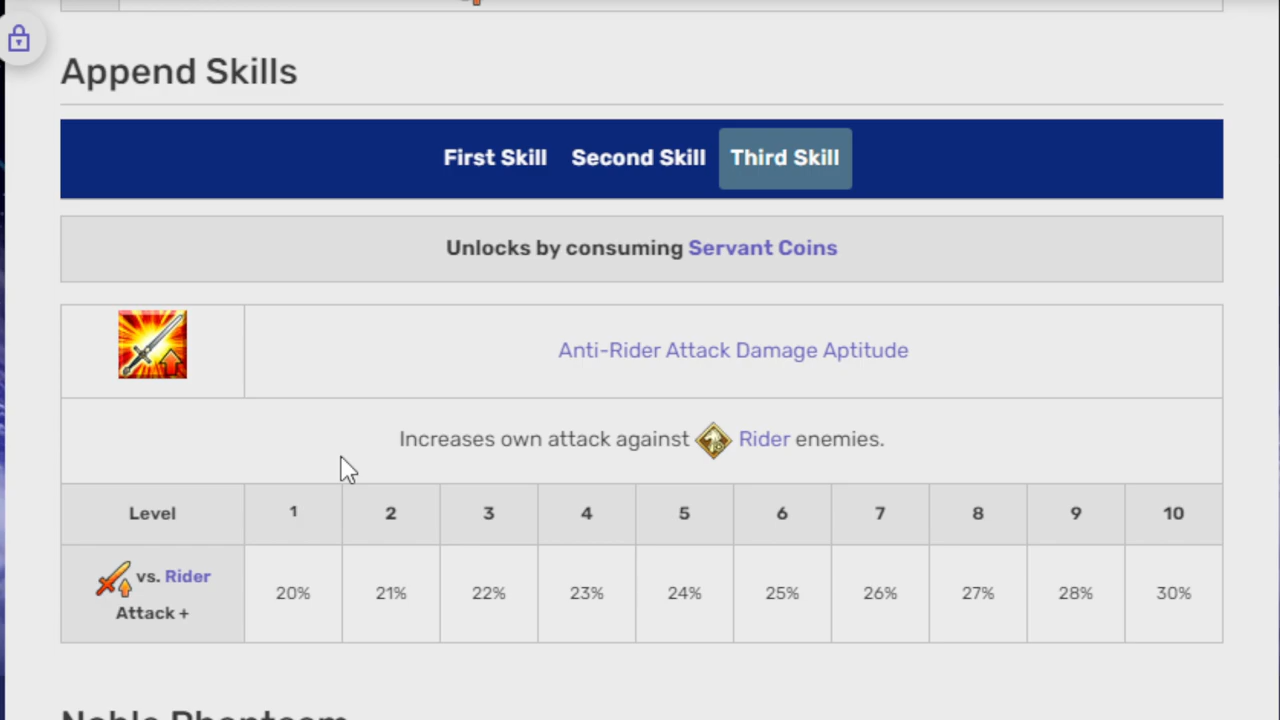 Append Skills
First Skill Second Skill Third Skill
Unlocks by consuming Servant Coins
Anti-Rider Attack Damage Aptitude
Increases own attack against Rider enemies.
Level 1 2 3 4 5 6 7 8 9 10
vs. Rider
Attack +
20% 21% 22% 23% 24% 25% 26% 27% 28% 30%
Noble Phantasm